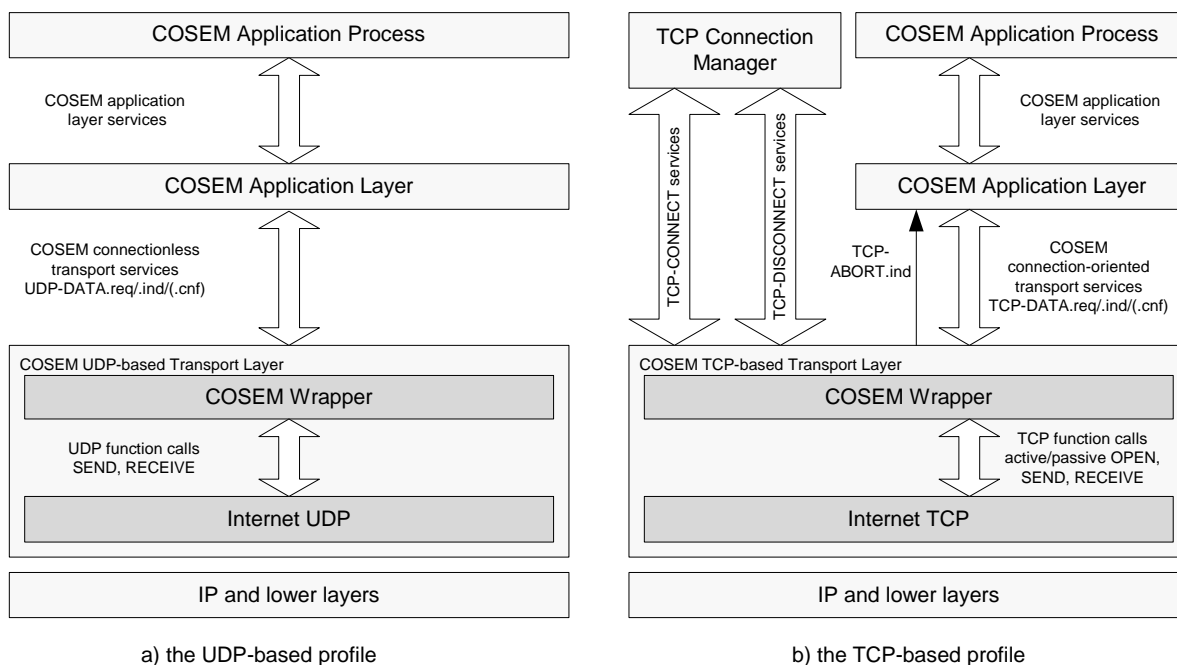 COSEM Application Process
COSEM application
layer services
COSEM Application Layer
COSEM connectionless
transport services
UDP-DATA.req/.ind/(.cnf)
COSEM UDP-based Transport Layer
COSEM Wrapper
UDP function calls
SEND, RECEIVE
Internet UDP
IP and lower layers
a) the UDP-based profile
TCP Connection
Manager
COSEM Application Process
TCP-CONNECT services
TCP-DISCONNECT services
COSEM application
layer services
COSEM Application Layer
TCP-
ABORT.ind
COSEM
connection-oriented
transport services
TCP-DATA.req/.ind/(.cnf)
COSEM TCP-based Transport Layer
COSEM Wrapper
TCP function calls
active/passive OPEN,
SEND, RECEIVE
Internet TCP
IP and lower layers
b) the TCP-based profile